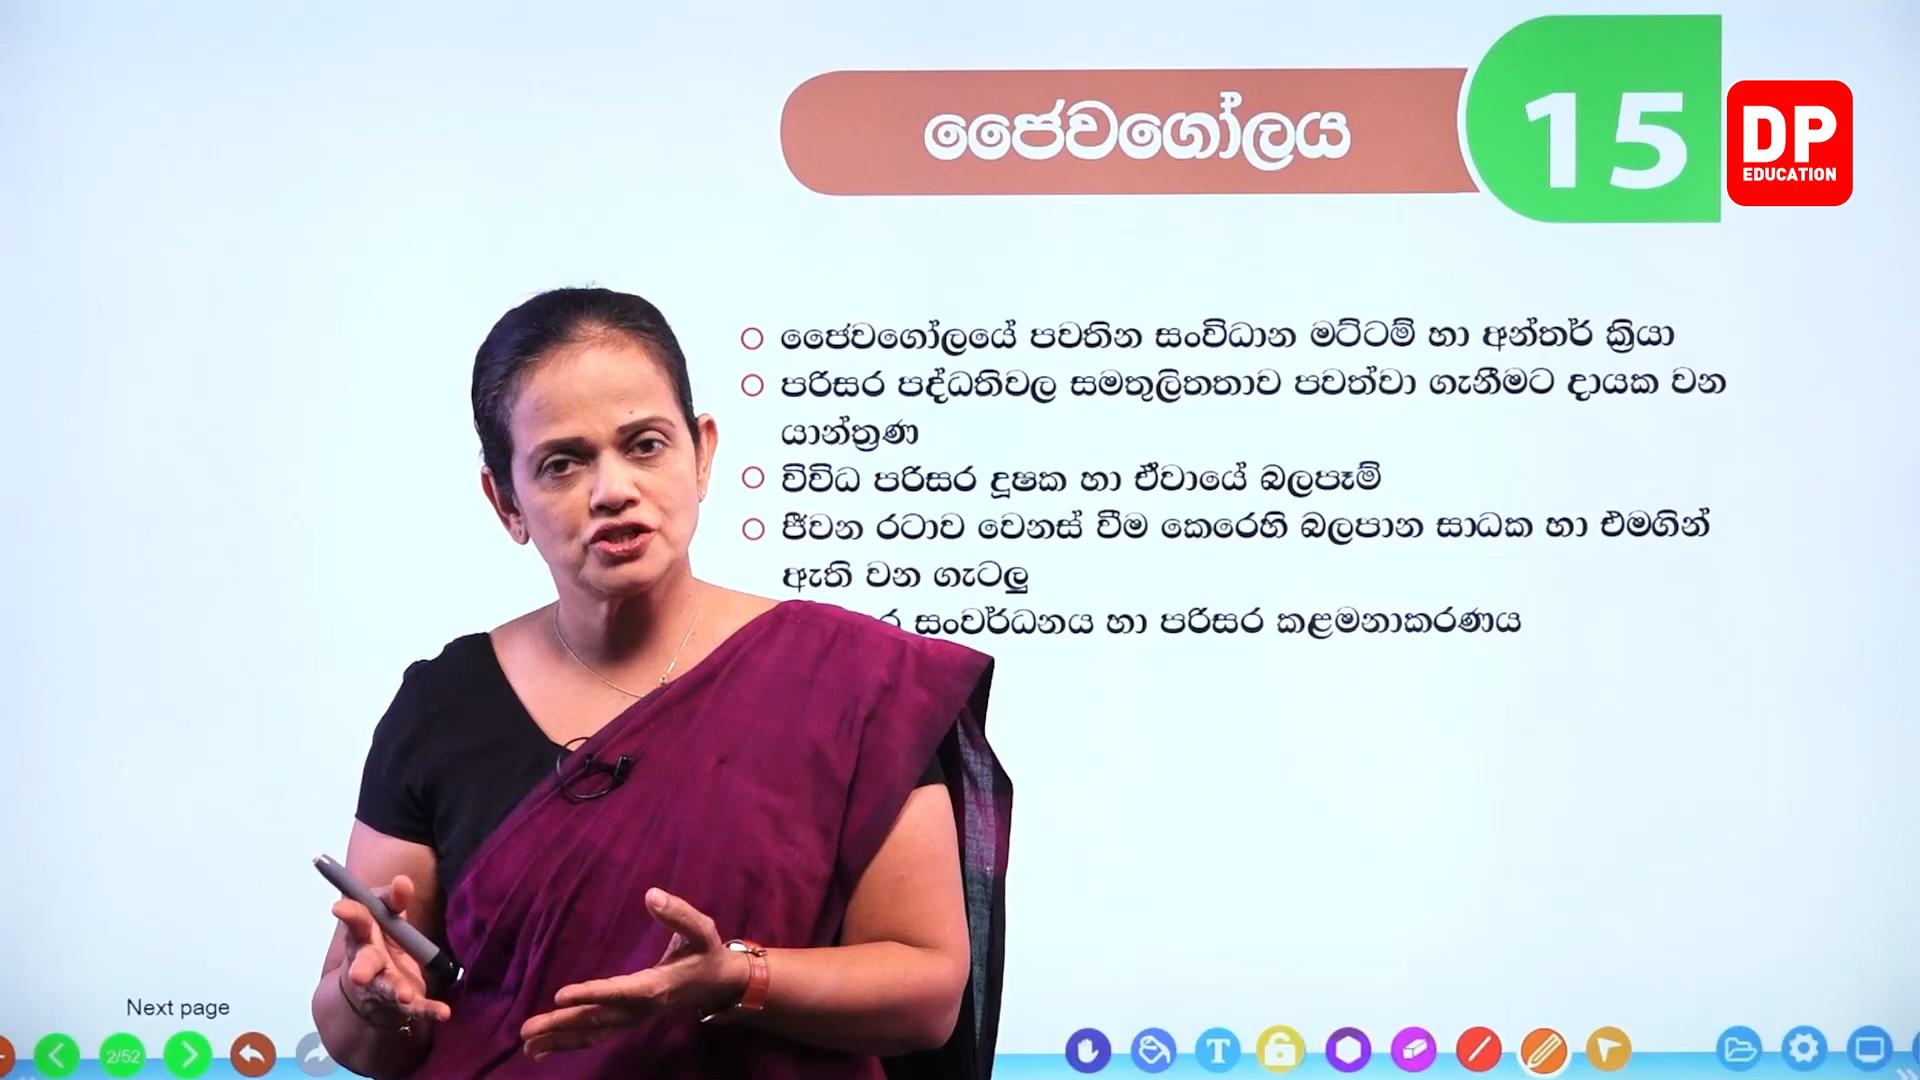 ජෛවගෝලය
15
DP
EDUCATION
ජෛවගෝලයේ පවතින සංවිධාන මට්ටම් හා අන්තර් ක්‍රියා
පරිසර පද්ධතිවල සමතුලිතතාව පවත්වා ගැනීමට දායක වන
යාන්ත්‍රණ
විවිධ පරිසර දූෂක හා ඒවායේ බලපෑම්
ජීවන රටාව වෙනස් වීම කෙරෙහි බලපාන සාධක හා එමගින්
ඇති වන ගැටලු
සංවර්ධනය හා පරිසර කළමනාකරණය
Next page
2/52
T